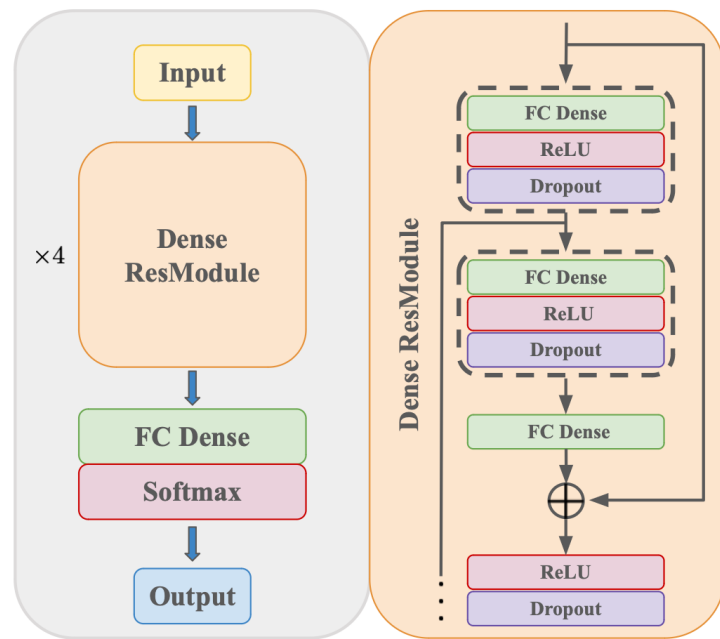 Input
×4
Dense
ResModule
FC Dense
Softmax
Output
Dense ResModule
FC Dense
ReLU
Dropout
FC Dense
ReLU
Dropout
FC Dense
ReLU
Dropout